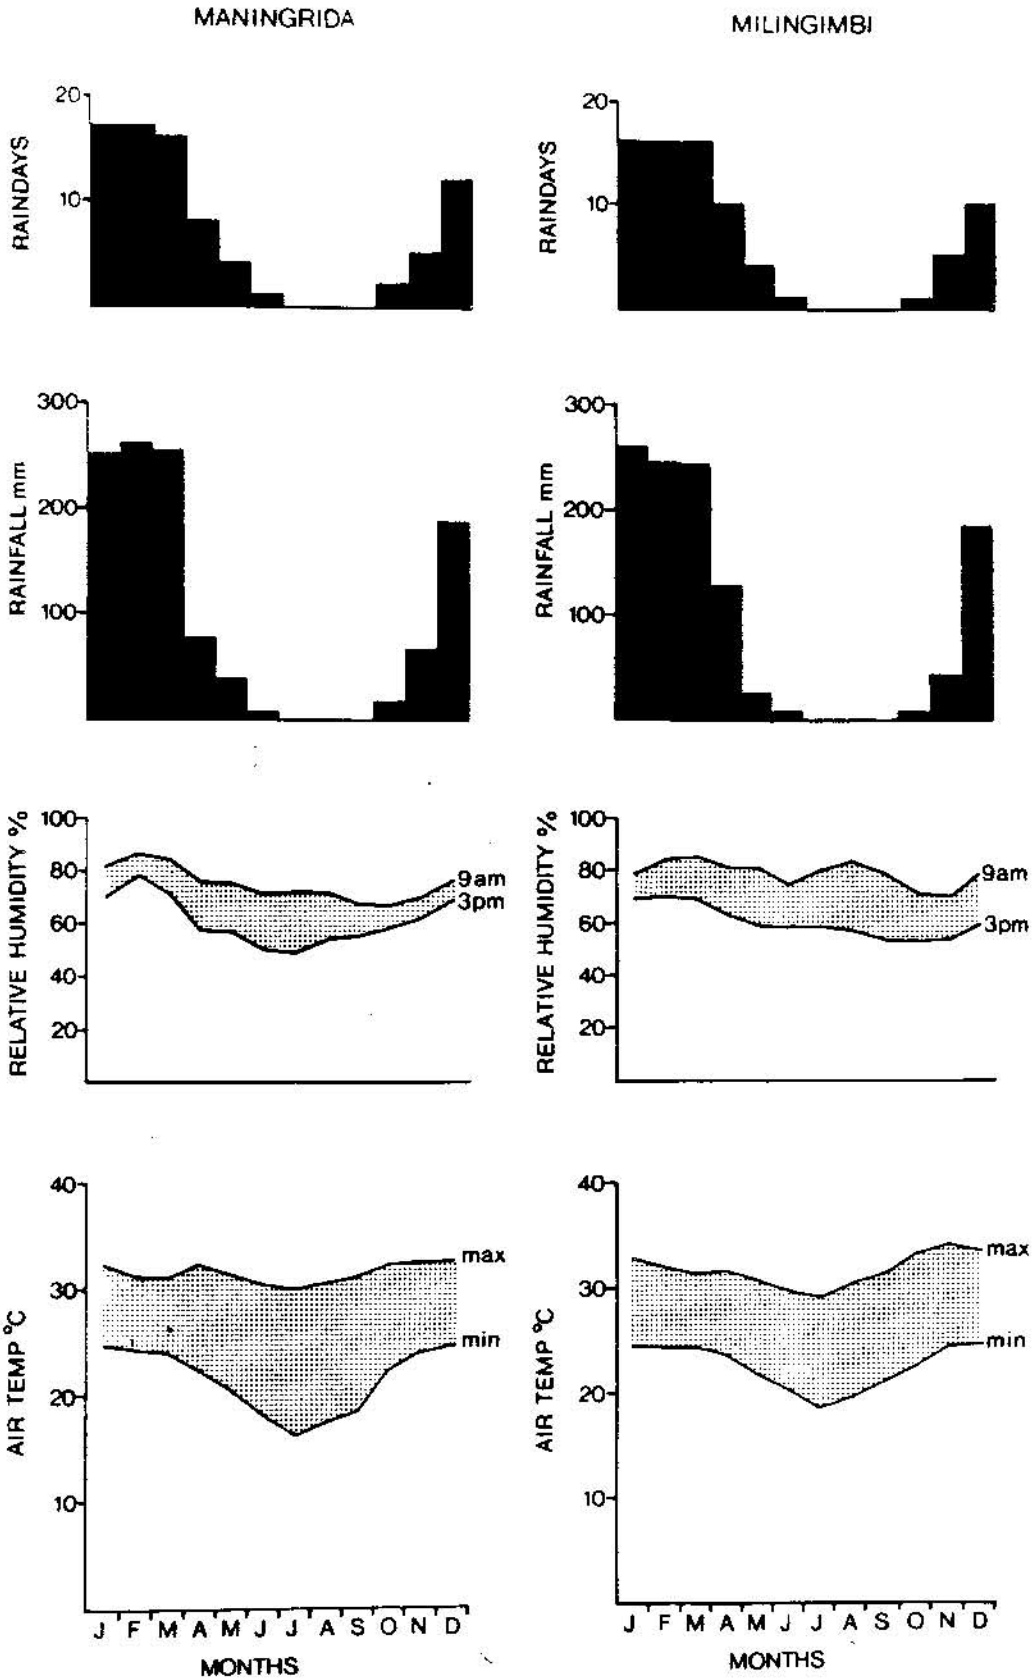 MANINGRIDA
20
10
RAINDAYS
300
200
100
RAINFALL mm
100
80
60
40
20
RELATIVE HUMIDITY %
9am
3pm
40
30
20
10
AIR TEMP °C
max
min
J F M A M J J A S O N D
MONTHS
MILINGIMBI
20
10
RAINDAYS
300
200
100
RAINFALL mm
100
80
60
40
20
RELATIVE HUMIDITY %
9am
3pm
40
30
20
10
AIR TEMP °C
max
min
J F M A M J J A S O N D
MONTHS